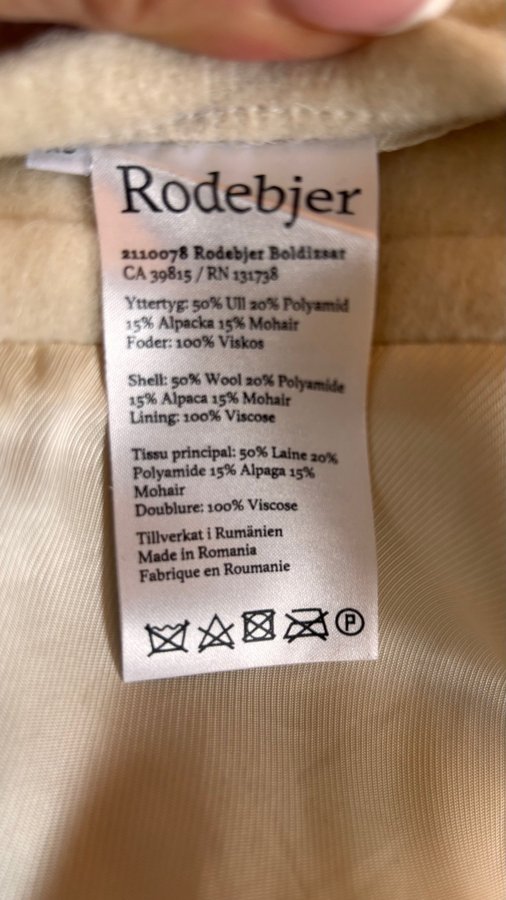 Rodebjer
2110078 Rodebjer Boldizsar
CA 39815 / RN 131738
Yttertyg: 50% Ull 20% Polyamid
15% Alpacka 15% Mohair
Foder: 100% Viskos
Shell: 50% Wool 20% Polyamide
15% Alpaca 15% Mohair
Lining: 100% Viscose
Tissu principal: 50% Laine 20%
Polyamide 15% Alpaga 15%
Mohair
Doublure: 100% Viscose
Tillverkat i Rumänien
Made in Romania
Fabrique en Roumanie
P